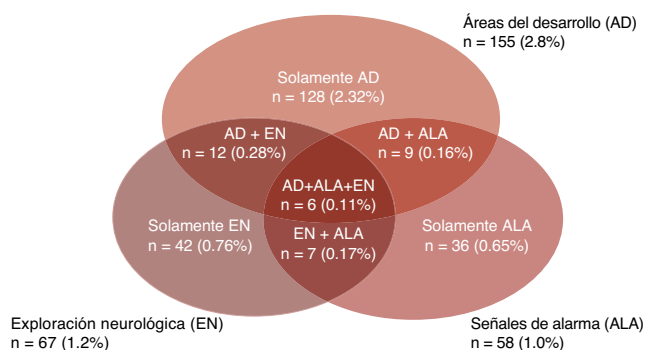 Áreas del desarrollo (AD)
n = 155 (2.8%)
Solamente AD
n = 128 (2.32%)
AD + EN
n = 12 (0.28%)
AD + ALA
n = 9 (0.16%)
AD+ALA+EN
n = 6 (0.11%)
Solamente EN
n = 42 (0.76%)
EN + ALA
n = 7 (0.17%)
Solamente ALA
n = 36 (0.65%)
Exploración neurológica (EN)
n = 67 (1.2%)
Señales de alarma (ALA)
n = 58 (1.0%)